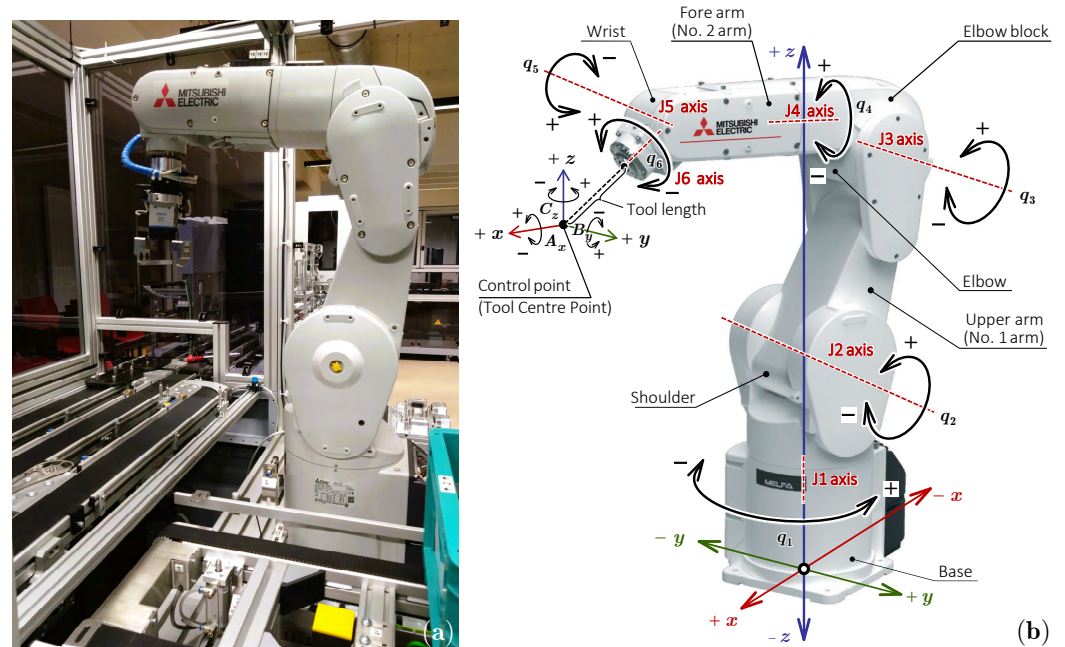 MITSUBISHI
ELECTRIC
(a)
Fore arm
(No. 2 arm)
Wrist
+ z
Elbow block
q5
−
+
J5 axis
J4 axis
q4
+
−
MITSUBISHI
ELECTRIC
J3 axis
+
−
q3
+
q6
−
J6 axis
+ z
−
+
Cz
Tool length
+ x
+
−
Ax
By
−
+
+ y
Control point
(Tool Centre Point)
Elbow
Upper arm
(No. 1 arm)
J2 axis
+
−
q2
Shoulder
−
J1 axis
+
MELFA
− x
q1
− y
Base
+ y
+ x
− z
(b)